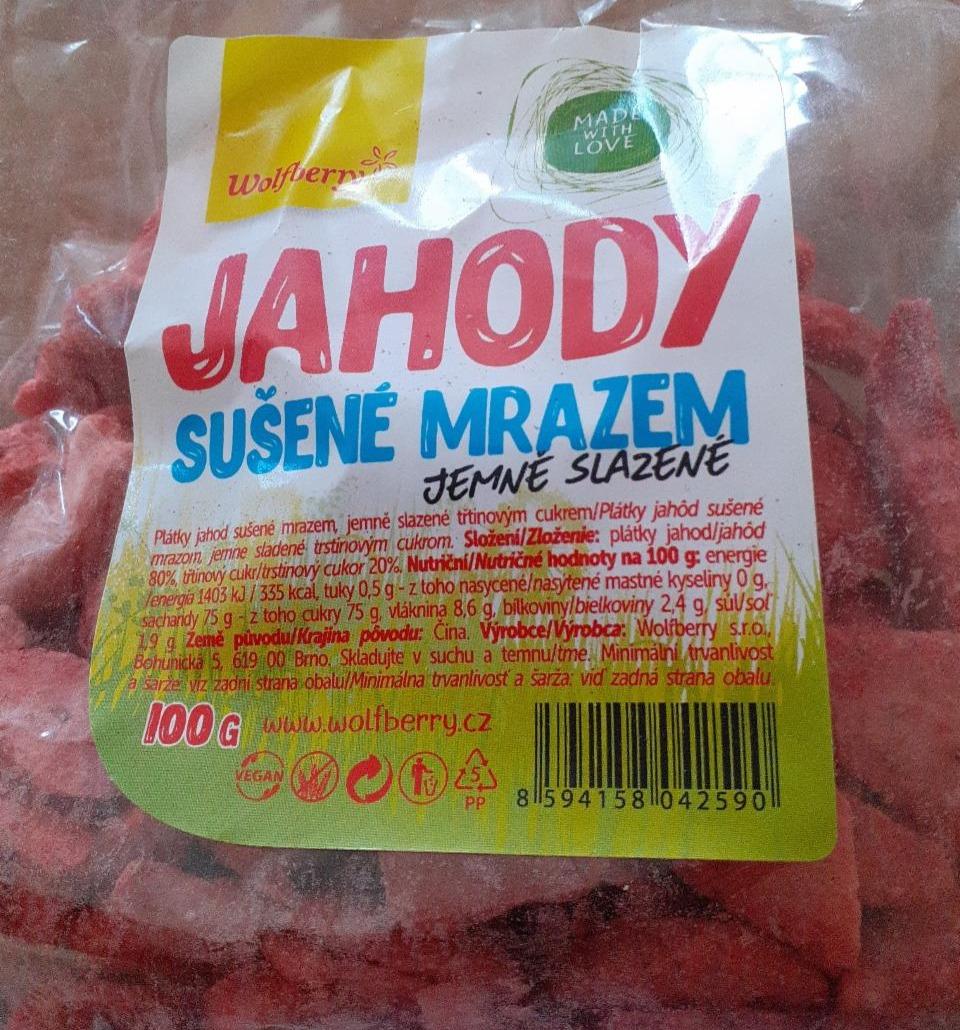 Wolfberry
MADE
WITH
LOVE
JAHODY
SUŠENÉ MRAZEM
JEMNĚ SLAZENÉ
Plátky jahod sušené mrazem, jemně slazené třtinovým cukrem/Plátky jahôd sušené
mrazom, jemne sladené trstinovým cukrom. Složení/Zloženie: plátky jahod/jahôd
80%, třtinový cukr/trstinový cukor 20%. Nutriční/Nutričné hodnoty na 100 g: energie
/energia 1403 kJ / 335 kcal, tuky 0,5 g - z toho nasycené/nasýtené mastné kyseliny 0 g,
sacharidy 75 g - z toho cukry 75 g, vláknina 8,6 g, bílkoviny/bielkoviny 2,4 g, sůl/soľ
1,9 g. Země původu/Krajina pôvodu: Čína. Výrobce/Výrobca: Wolfberry s.r.o.,
Bohunická 5, 619 00 Brno. Skladujte v suchu a temnu/tme. Minimální trvanlivost
a šarže: viz zadní strana obalu/Minimálna trvanlivosť a šarža: viď zadná strana obalu.
100 G www.wolfberry.cz
VEGAN
5
PP
8 594158 042590